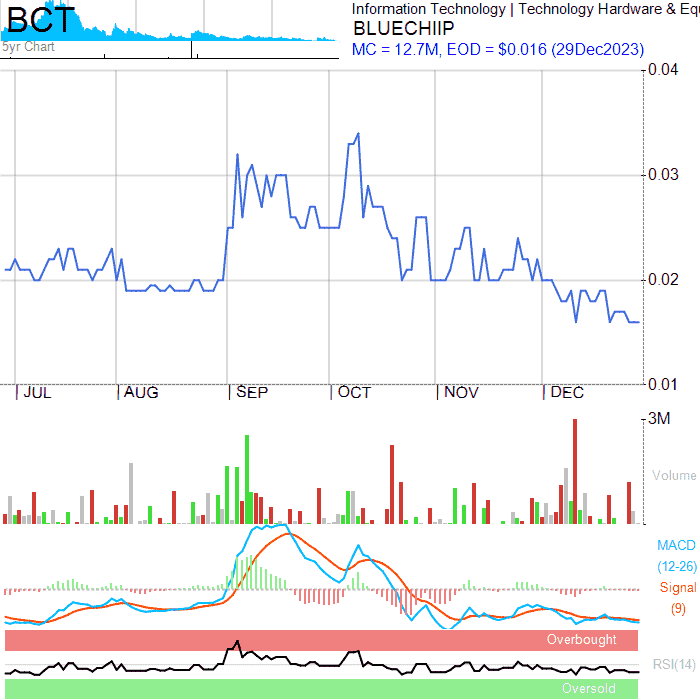 BCT
5yr Chart
Information Technology | Technology Hardware & Equ
BLUECHIIP
MC = 12.7M, EOD = $0.016 (29Dec2023)
0.04
0.03
0.02
0.01
JUL
AUG
SEP
OCT
NOV
DEC
3M
Volume
MACD
(12-26)
Signal
(9)
Overbought
RSI(14)
Oversold